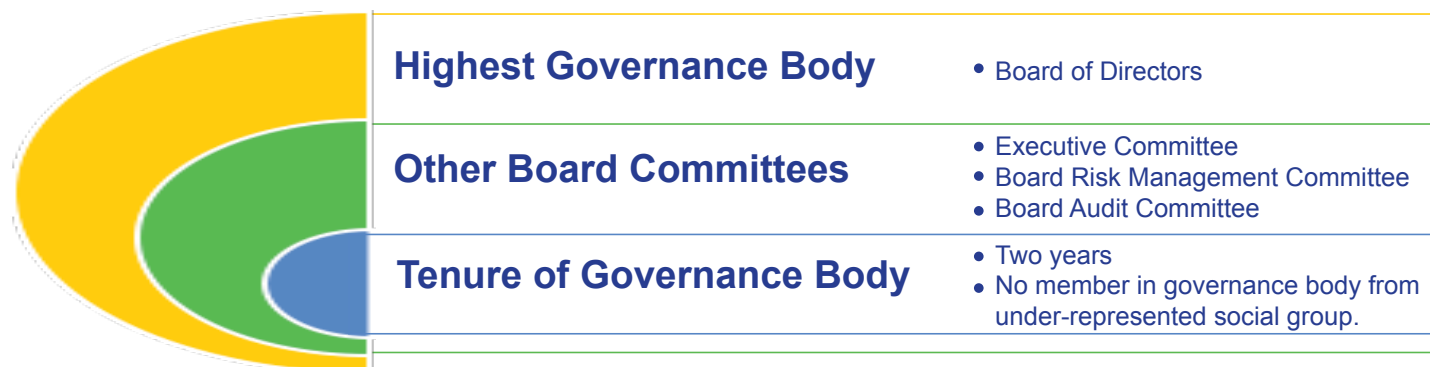 Highest Governance Body
• Board of Directors
Other Board Committees
• Executive Committee
• Board Risk Management Committee
• Board Audit Committee
Tenure of Governance Body
• Two years
• No member in governance body from
under-represented social group.